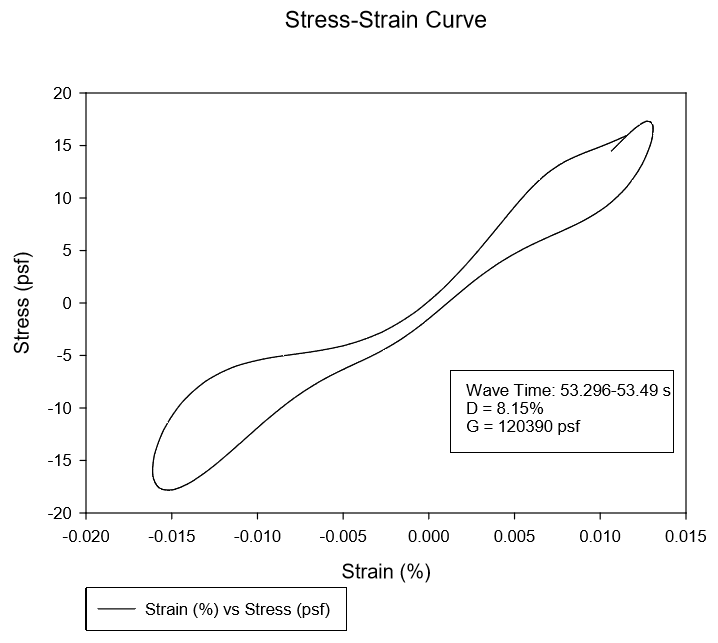 Stress-Strain Curve
20
15
10
5
0
-5
-10
-15
-20
Stress (psf)
Wave Time: 53.296-53.49 s
D = 8.15%
G = 120390 psf
-0.020 -0.015 -0.010 -0.005 0.000 0.005 0.010 0.015
Strain (%)
Strain (%) vs Stress (psf)